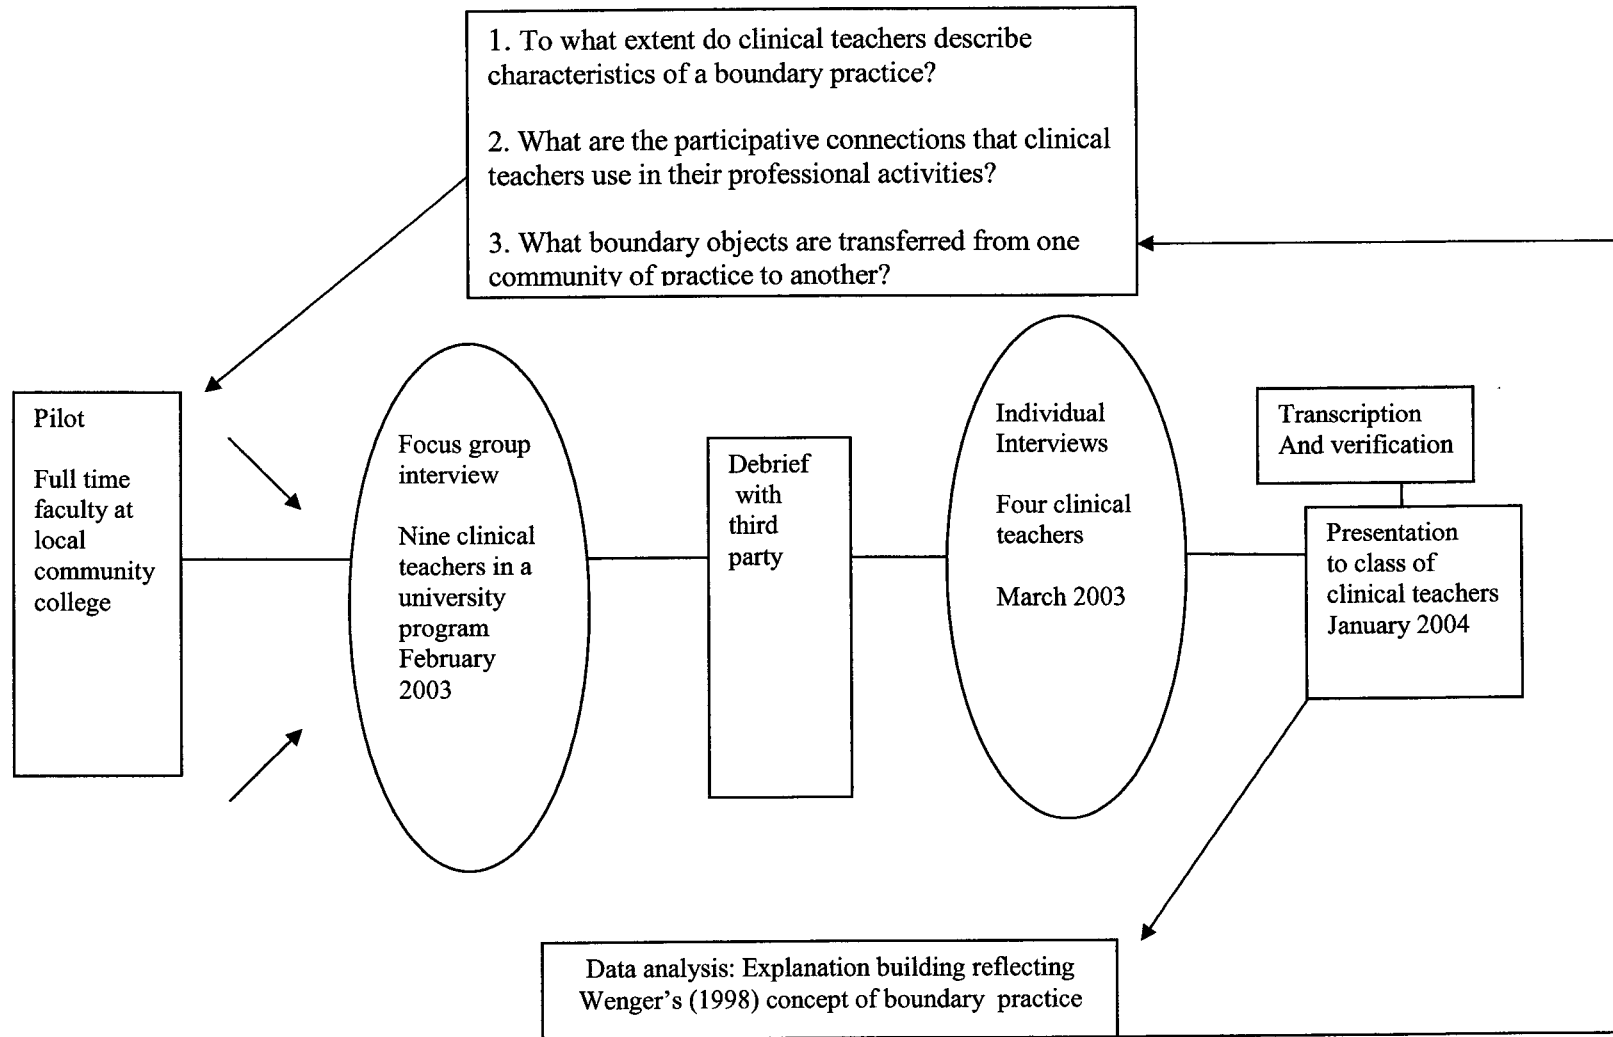 1. To what extent do clinical teachers describe
characteristics of a boundary practice?
2. What are the participative connections that clinical
teachers use in their professional activities?
3. What boundary objects are transferred from one
community of practice to another?
Pilot
Full time
faculty at
local
community
college
Focus group
interview
Nine clinical
teachers in a
university
program
February
2003
Debrief
with
third
party
Individual
Interviews
Four clinical
teachers
March 2003
Transcription
And verification
Presentation
to class of
clinical teachers
January 2004
Data analysis: Explanation building reflecting
Wenger's (1998) concept of boundary practice